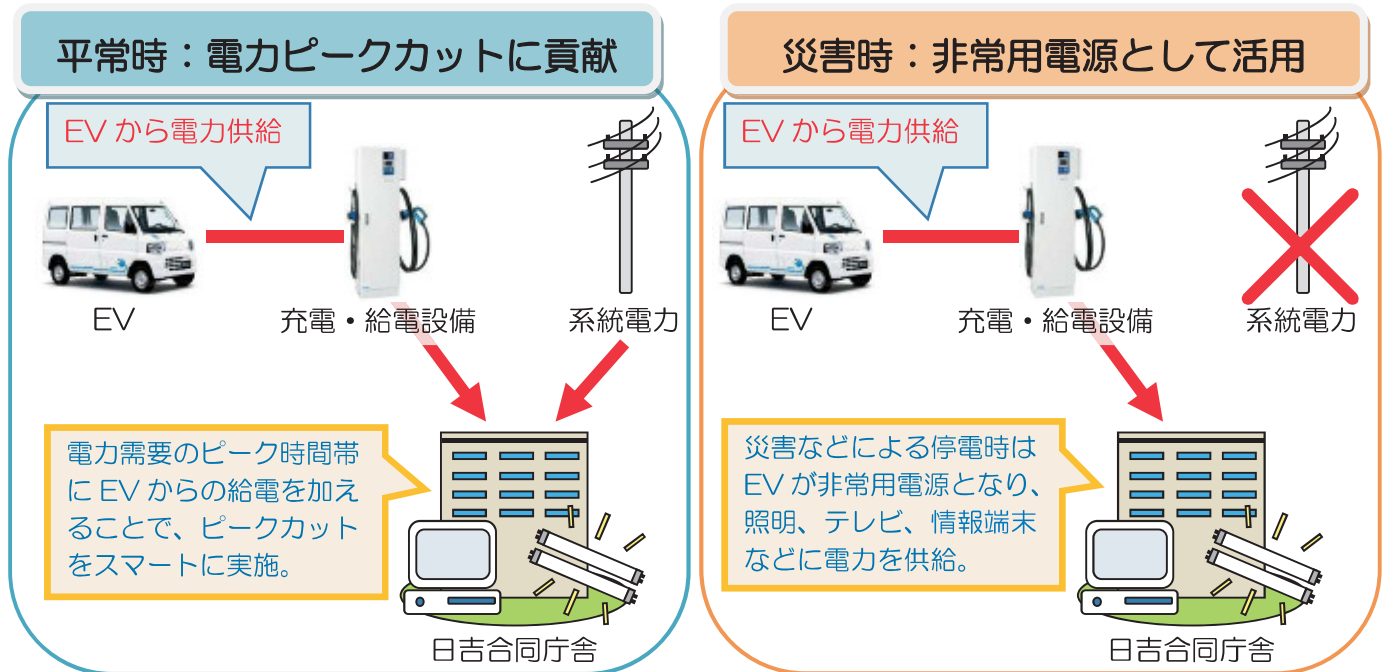 平常時：電力ピークカットに貢献
EVから電力供給
EV
充電・給電設備
系統電力
電力需要のピーク時間帯
にEVからの給電を加え
ることで、ピークカット
をスマートに実施。
日吉合同庁舎
災害時：非常用電源として活用
EVから電力供給
EV
充電・給電設備
系統電力
災害などによる停電時は
EVが非常用電源となり、
照明、テレビ、情報端末
などに電力を供給。
日吉合同庁舎